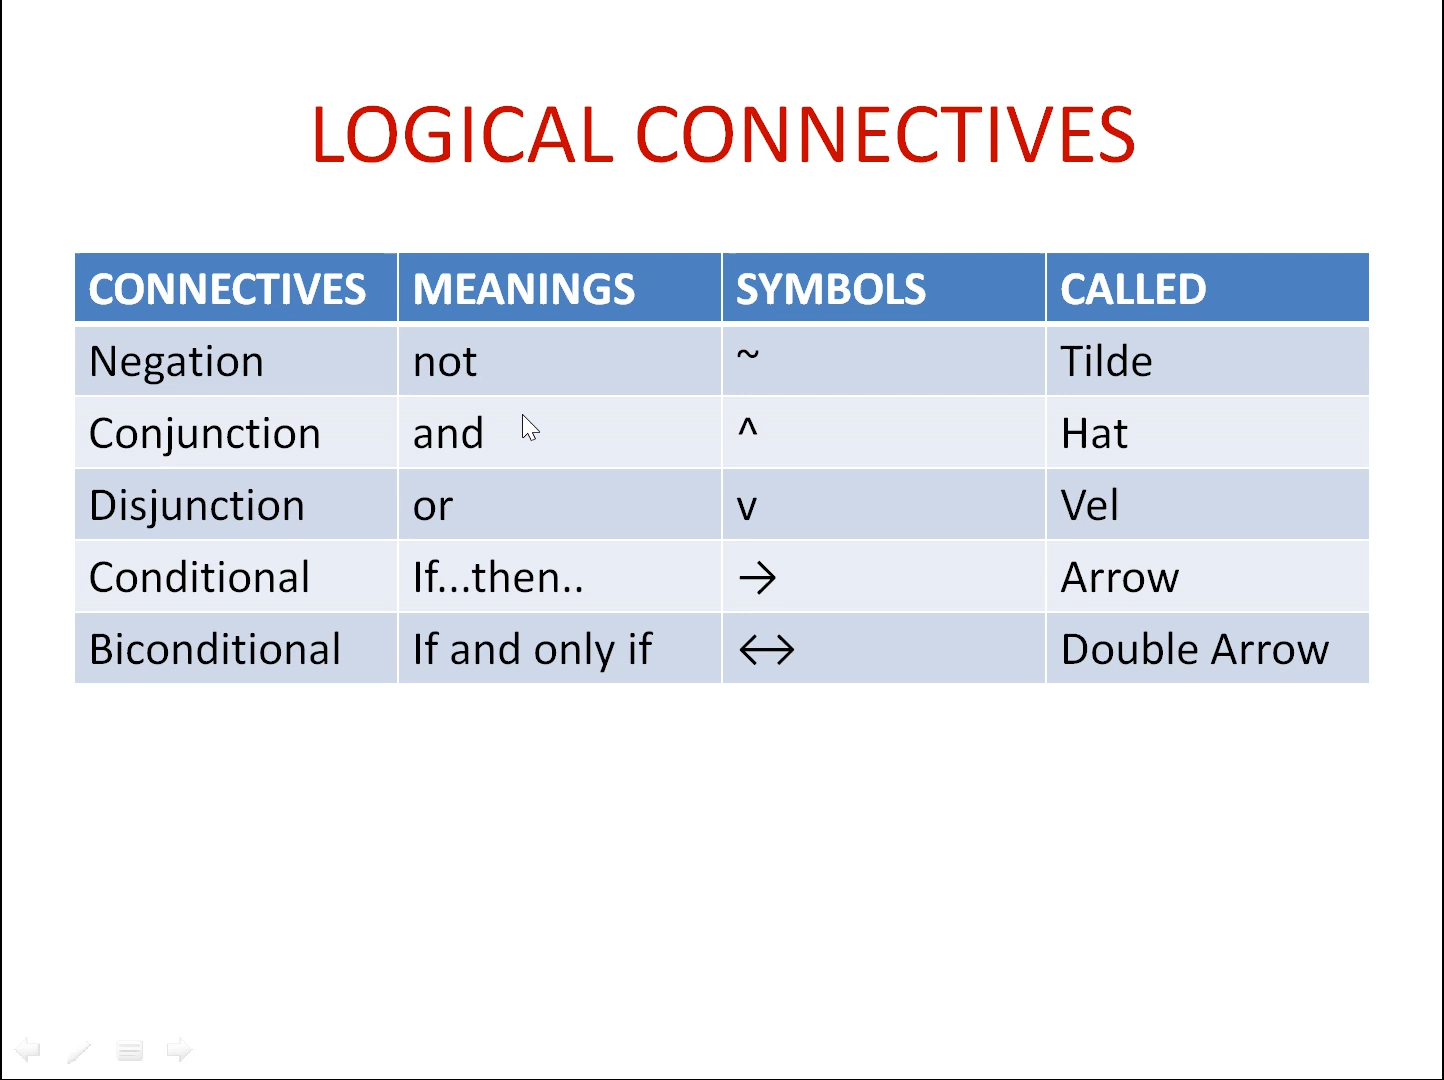 LOGICAL CONNECTIVES
CONNECTIVES MEANINGS SYMBOLS CALLED
Negation not ~ Tilde
Conjunction and ^ Hat
Disjunction or v Vel
Conditional If...then.. → Arrow
Biconditional If and only if ↔ Double Arrow